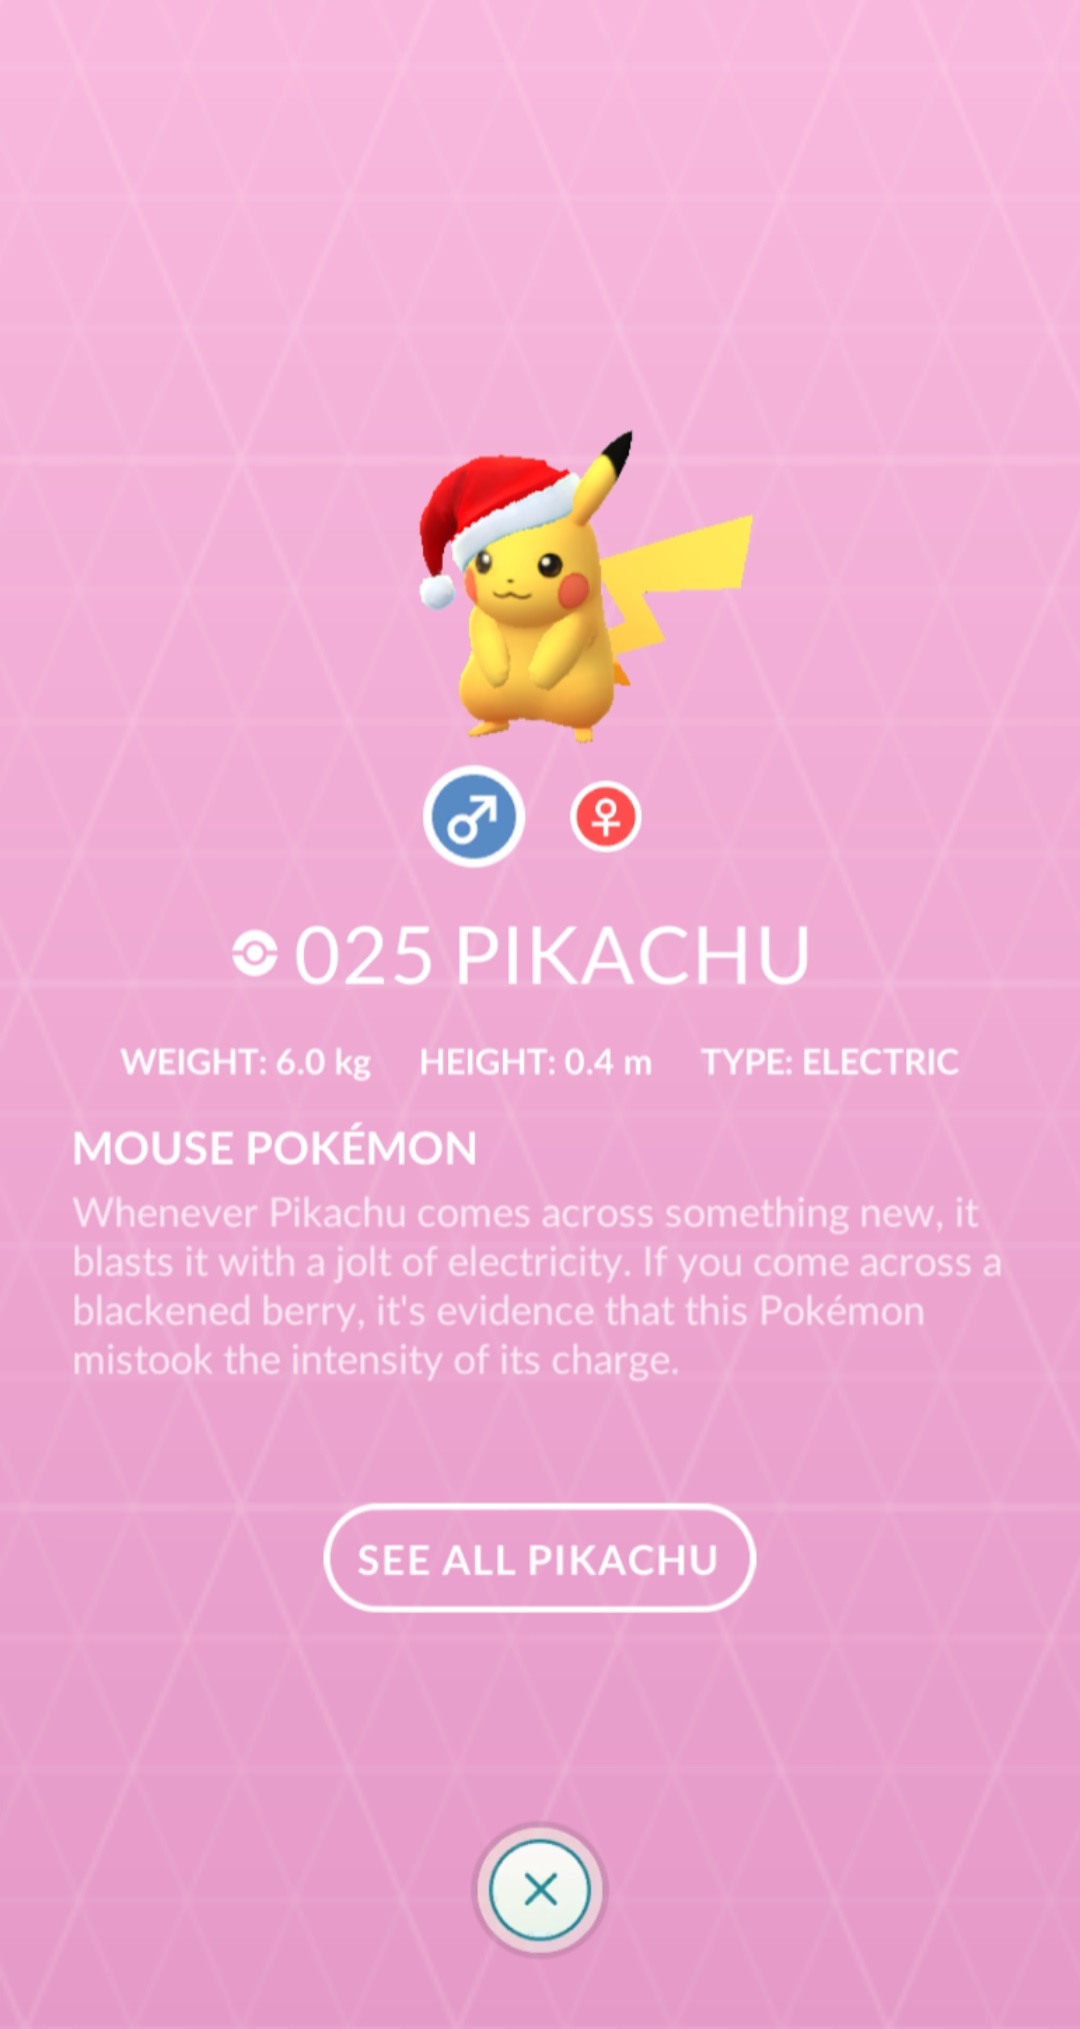 025 PIKACHU
WEIGHT: 6.0 kg HEIGHT: 0.4 m TYPE: ELECTRIC
MOUSE POKÉMON
Whenever Pikachu comes across something new, it
blasts it with a jolt of electricity. If you come across a
blackened berry, it's evidence that this Pokémon
mistook the intensity of its charge.
SEE ALL PIKACHU